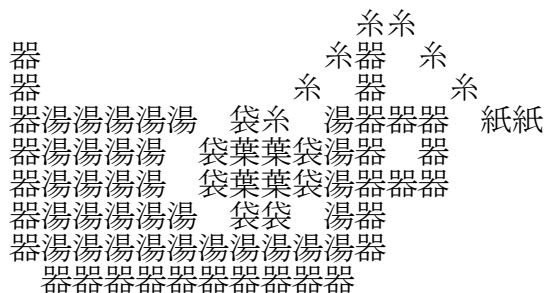 糸糸
器　　　　　　　　　糸器　糸
器　　　　　　　　糸　器　　糸
器湯湯湯湯湯　袋糸　湯器器器　紙紙
器湯湯湯湯　袋葉葉袋湯器　器
器湯湯湯湯　袋葉葉袋湯器器器
器湯湯湯湯湯　袋袋　湯器
器湯湯湯湯湯湯湯湯湯湯器
　器器器器器器器器器器